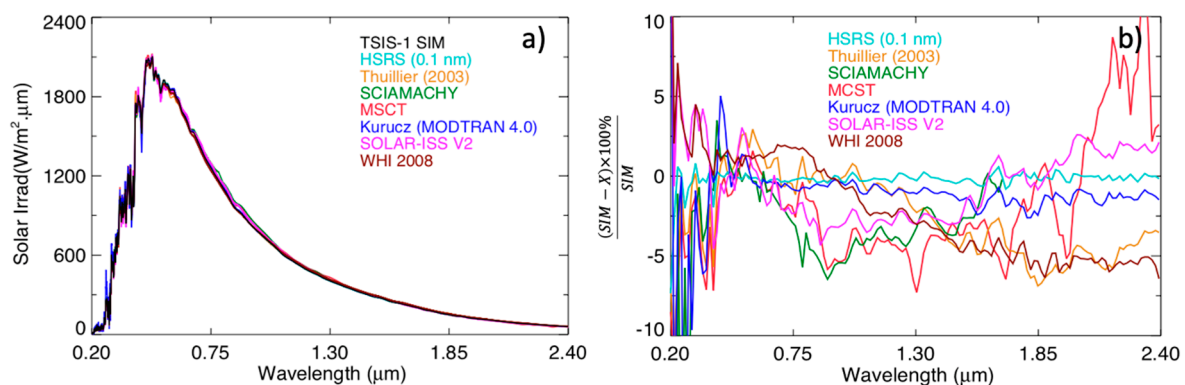 2400
1800
1200
600
0
Solar Irrad(W/m².µm)
a)
TSIS-1 SIM
HSRS (0.1 nm)
Thuillier (2003)
SCIAMACHY
MSCT
Kurucz (MODTRAN 4.0)
SOLAR-ISS V2
WHI 2008
0.20 0.75 1.30 1.85 2.40
Wavelength (µm)
10
5
0
-5
-10
(SIM − X)×100%
SIM
b)
HSRS (0.1 nm)
Thuillier (2003)
SCIAMACHY
MCST
Kurucz (MODTRAN 4.0)
SOLAR-ISS V2
WHI 2008
0.20 0.75 1.30 1.85 2.40
Wavelength (µm)